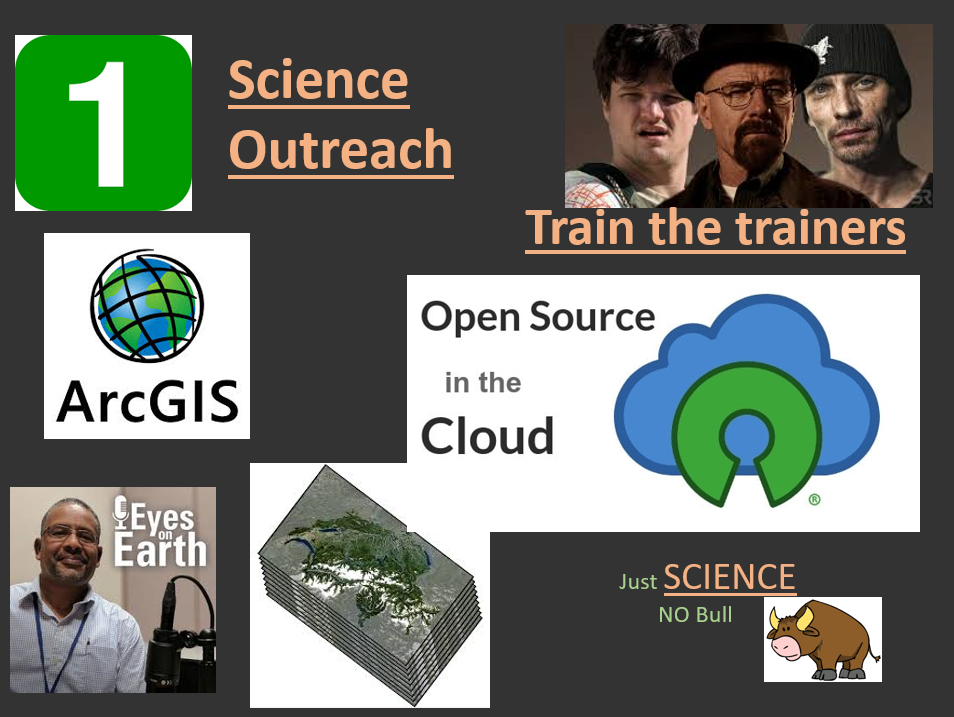 1
Science
Outreach
Train the trainers
ArcGIS
Open Source
in the
Cloud
®
Eyes
on
Earth
Just SCIENCE
NO Bull